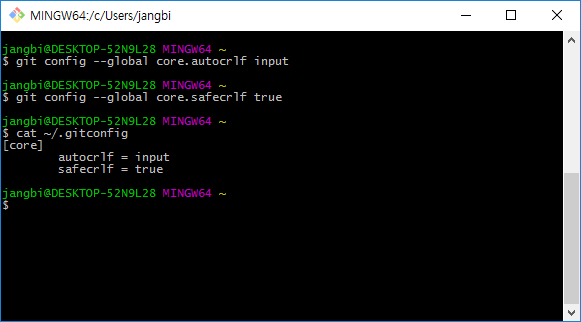 MINGW64:/c/Users/jangbi
jangbi@DESKTOP-52N9L28 MINGW64 ~
$ git config --global core.autocrlf input
jangbi@DESKTOP-52N9L28 MINGW64 ~
$ git config --global core.safecrlf true
jangbi@DESKTOP-52N9L28 MINGW64 ~
$ cat ~/.gitconfig
[core]
        autocrlf = input
        safecrlf = true
jangbi@DESKTOP-52N9L28 MINGW64 ~
$